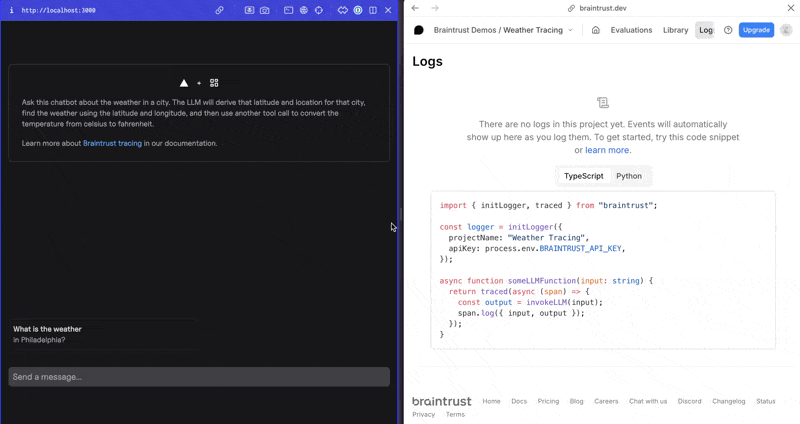 http://localhost:3000
+
Ask this chatbot about the weather in a city. The LLM will derive that latitude and location for that city,
find the weather using the latitude and longitude, and then use another tool call to convert the
temperature from celsius to fahrenheit.
Learn more about Braintrust tracing in our documentation.
What is the weather
in Philadelphia?
Send a message...
braintrust.dev
Braintrust Demos / Weather Tracing
Evaluations
Library
Log
Upgrade
Logs
There are no logs in this project yet. Events will automatically
show up here as you log them. To get started, try this code snippet
or learn more.
TypeScript Python
import { initLogger, traced } from "braintrust";
const logger = initLogger({
projectName: "Weather Tracing",
apiKey: process.env.BRAINTRUST_API_KEY,
});
async function someLLMFunction(input: string) {
return traced(async (span) => {
const output = invokeLLM(input);
span.log({ input, output });
});
}
braintrust Home Docs Pricing Blog Careers Chat with us Discord Changelog Status
Privacy Terms